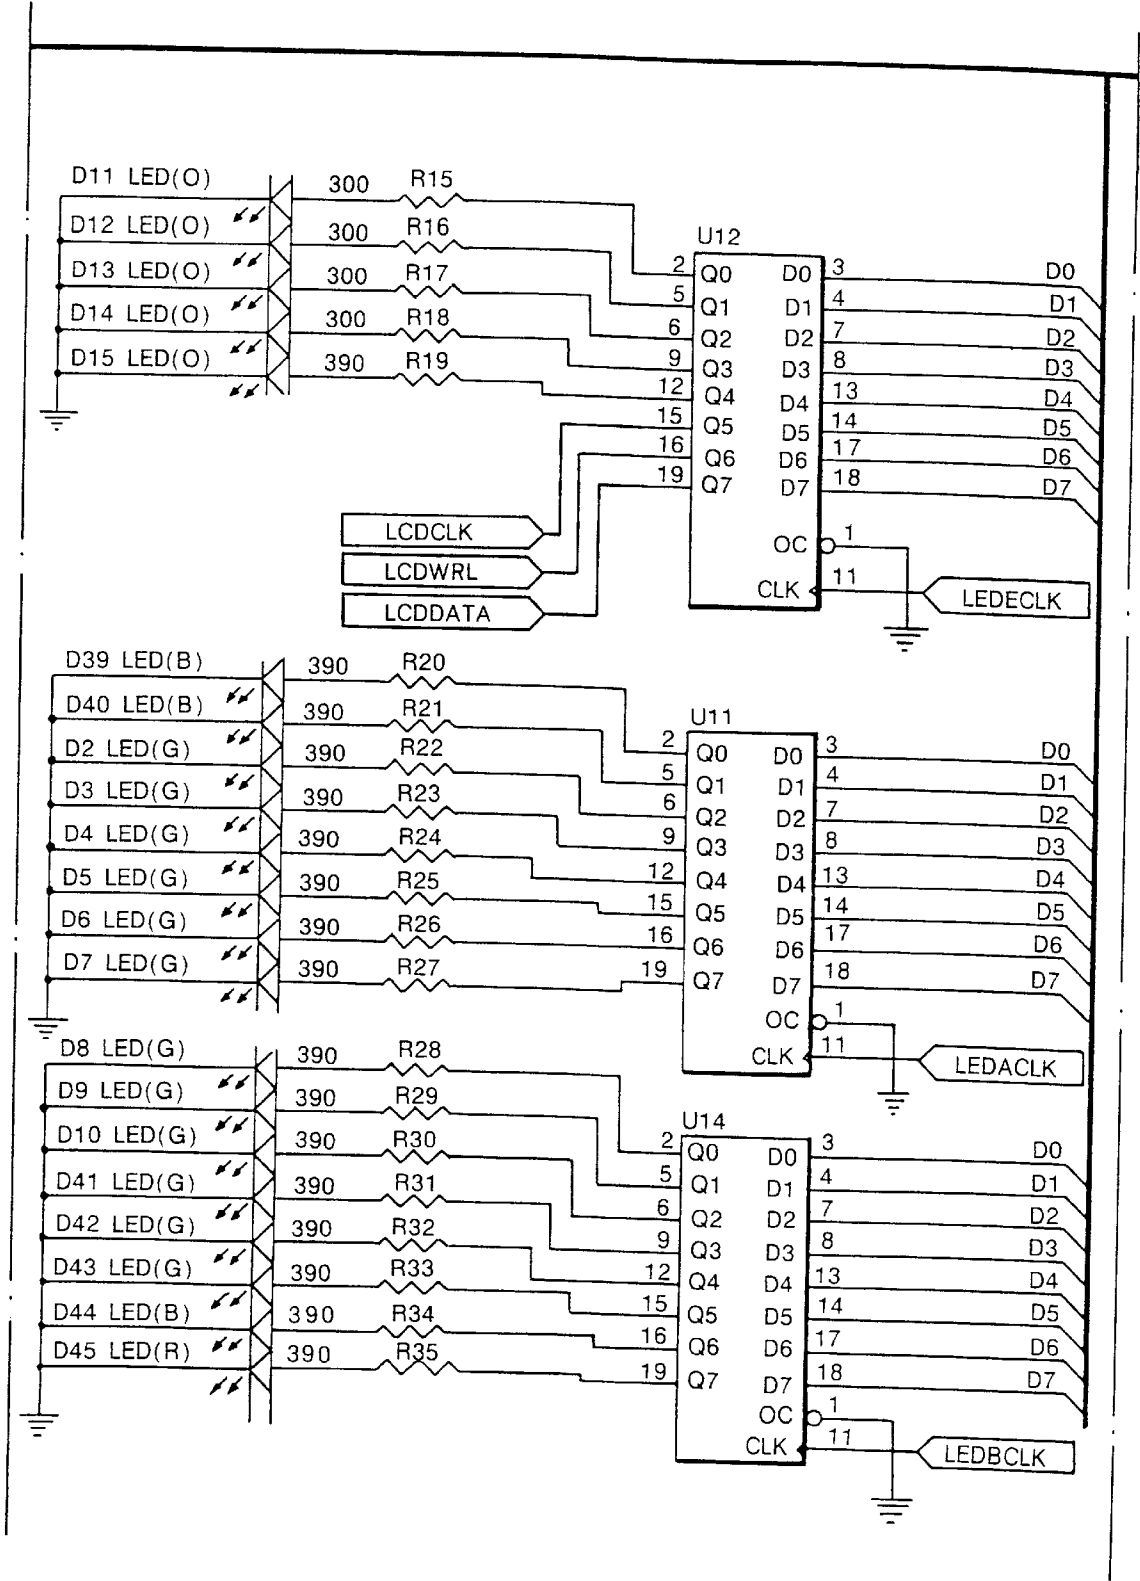 D11 LED(O) 300 R15
D12 LED(O) 300 R16
D13 LED(O) 300 R17
D14 LED(O) 300 R18
D15 LED(O) 390 R19
U12
2 Q0 D0 3 D0
5 Q1 D1 4 D1
6 Q2 D2 7 D2
9 Q3 D3 8 D3
12 Q4 D4 13 D4
15 Q5 D5 14 D5
16 Q6 D6 17 D6
19 Q7 D7 18 D7
OC 1
CLK 11
LCDCLK
LCDWRL
LCDDATA
LEDECLK
D39 LED(B) 390 R20
D40 LED(B) 390 R21
D2 LED(G) 390 R22
D3 LED(G) 390 R23
D4 LED(G) 390 R24
D5 LED(G) 390 R25
D6 LED(G) 390 R26
D7 LED(G) 390 R27
U11
2 Q0 D0 3 D0
5 Q1 D1 4 D1
6 Q2 D2 7 D2
9 Q3 D3 8 D3
12 Q4 D4 13 D4
15 Q5 D5 14 D5
16 Q6 D6 17 D6
19 Q7 D7 18 D7
OC 1
CLK 11
LEDACLK
D8 LED(G) 390 R28
D9 LED(G) 390 R29
D10 LED(G) 390 R30
D41 LED(G) 390 R31
D42 LED(G) 390 R32
D43 LED(G) 390 R33
D44 LED(B) 390 R34
D45 LED(R) 390 R35
U14
2 Q0 D0 3 D0
5 Q1 D1 4 D1
6 Q2 D2 7 D2
9 Q3 D3 8 D3
12 Q4 D4 13 D4
15 Q5 D5 14 D5
16 Q6 D6 17 D6
19 Q7 D7 18 D7
OC 1
CLK 11
LEDBCLK